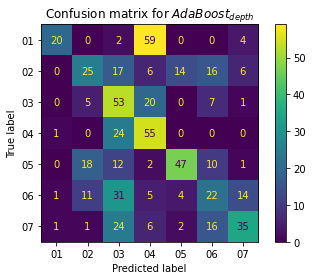 Confusion matrix for AdaBoost_depth
01 20 0 2 59 0 0 4
02 0 25 17 6 14 16 6
03 0 5 53 20 0 7 1
04 1 0 24 55 0 0 0
05 0 18 12 2 47 10 1
06 1 11 31 5 4 22 14
07 1 1 24 6 2 16 35
01 02 03 04 05 06 07
True label
Predicted label
50
40
30
20
10
0